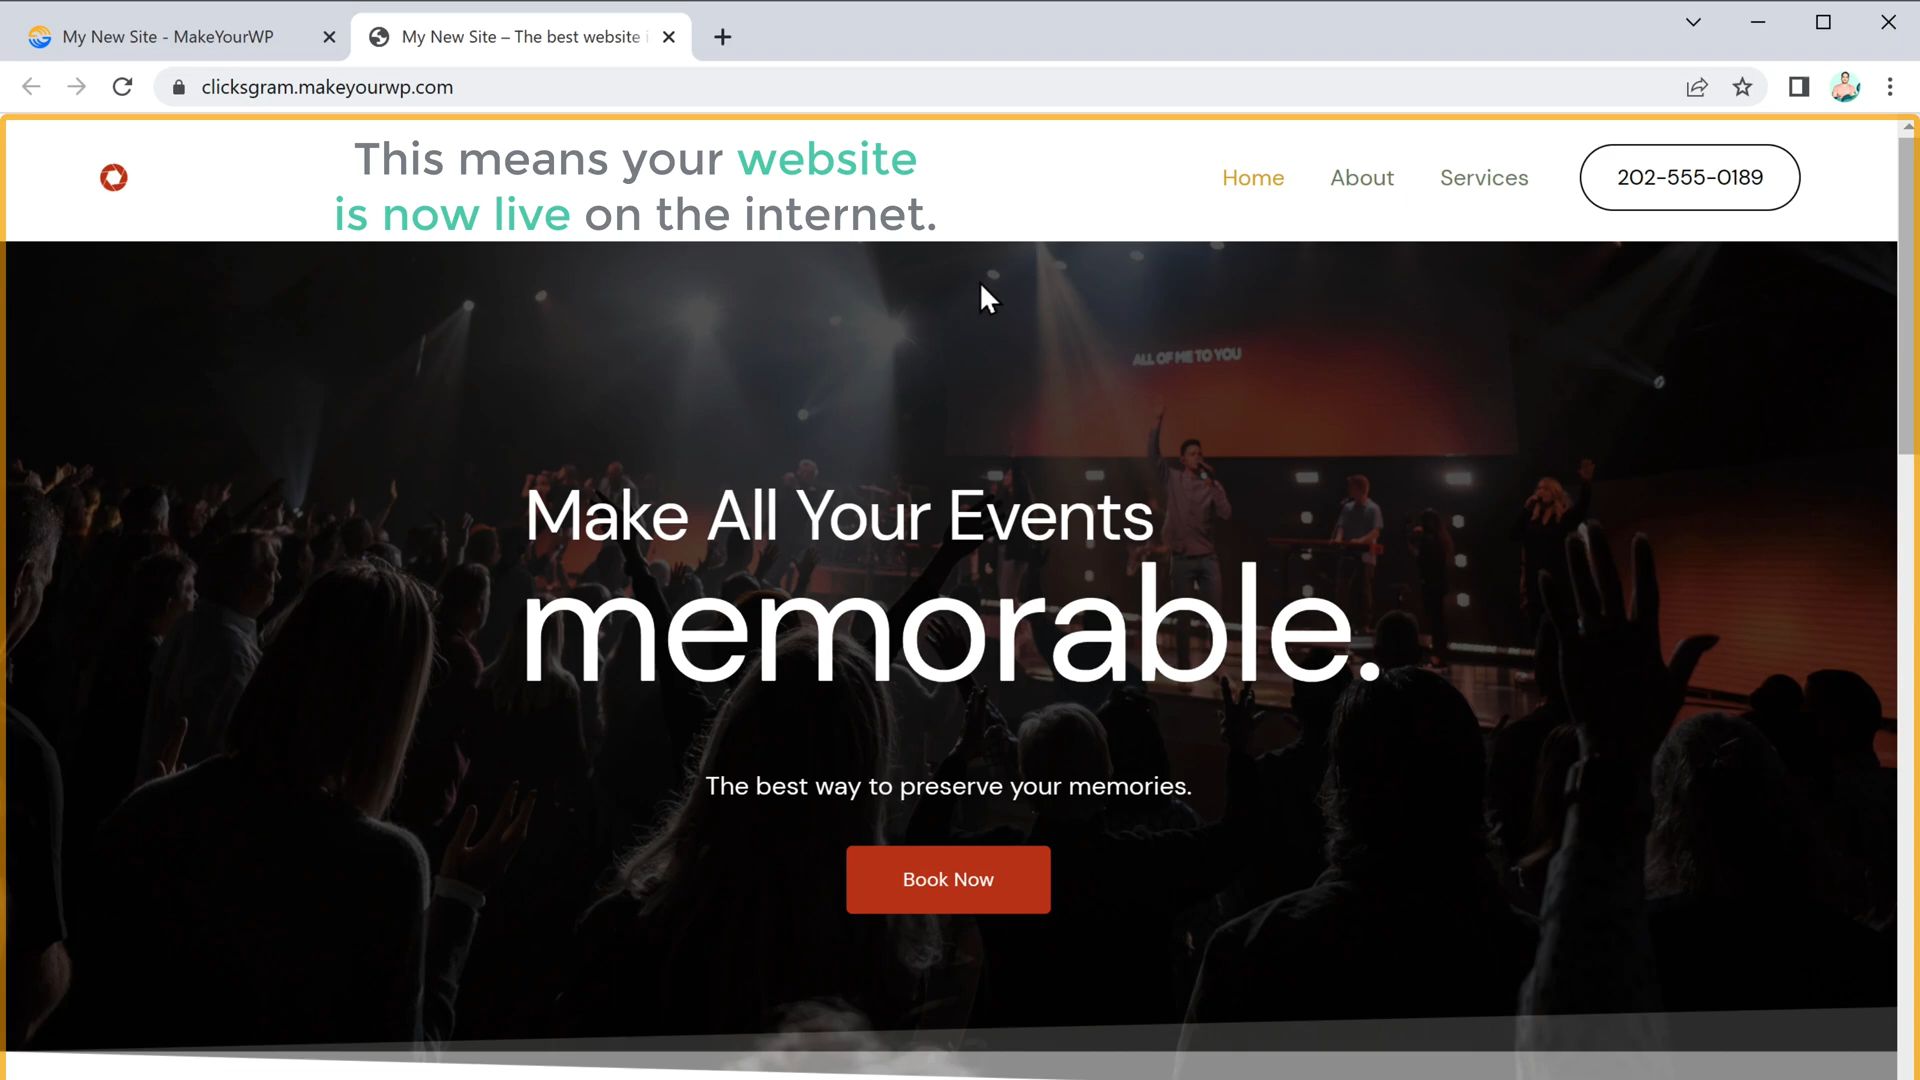 My New Site - MakeYourWP
My New Site – The best website i
clicksgram.makeyourwp.com
This means your website
is now live on the internet.
Home
About
Services
202-555-0189
ALL OF ME TO YOU
Make All Your Events
memorable.
The best way to preserve your memories.
Book Now